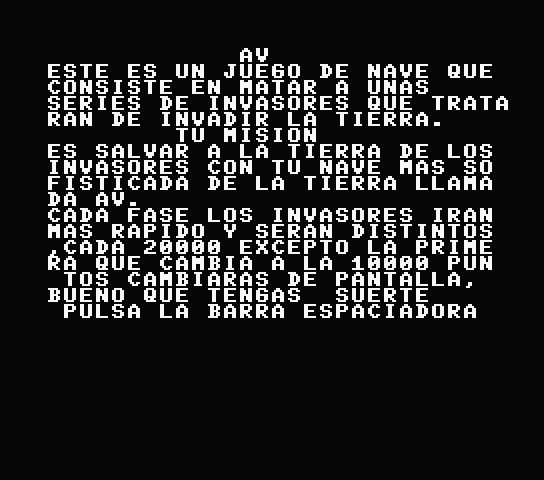 AV
ESTE ES UN JUEGO DE NAVE QUE
CONSISTE EN MATAR A UNAS
SERIES DE INVASORES QUE TRATA
RAN DE INVADIR LA TIERRA.
TU MISION
ES SALVAR A LA TIERRA DE LOS
INVASORES CON TU NAVE MAS SO
FISTICADA DE LA TIERRA LLAMA
DA AV.
CADA FASE LOS INVASORES IRAN
MAS RAPIDO Y SERAN DISTINTOS
,CADA 20000 EXCEPTO LA PRIME
RA QUE CAMBIA A LA 10000 PUN
TOS CAMBIARAS DE PANTALLA,
BUENO QUE TENGAS  SUERTE
PULSA LA BARRA ESPACIADORA